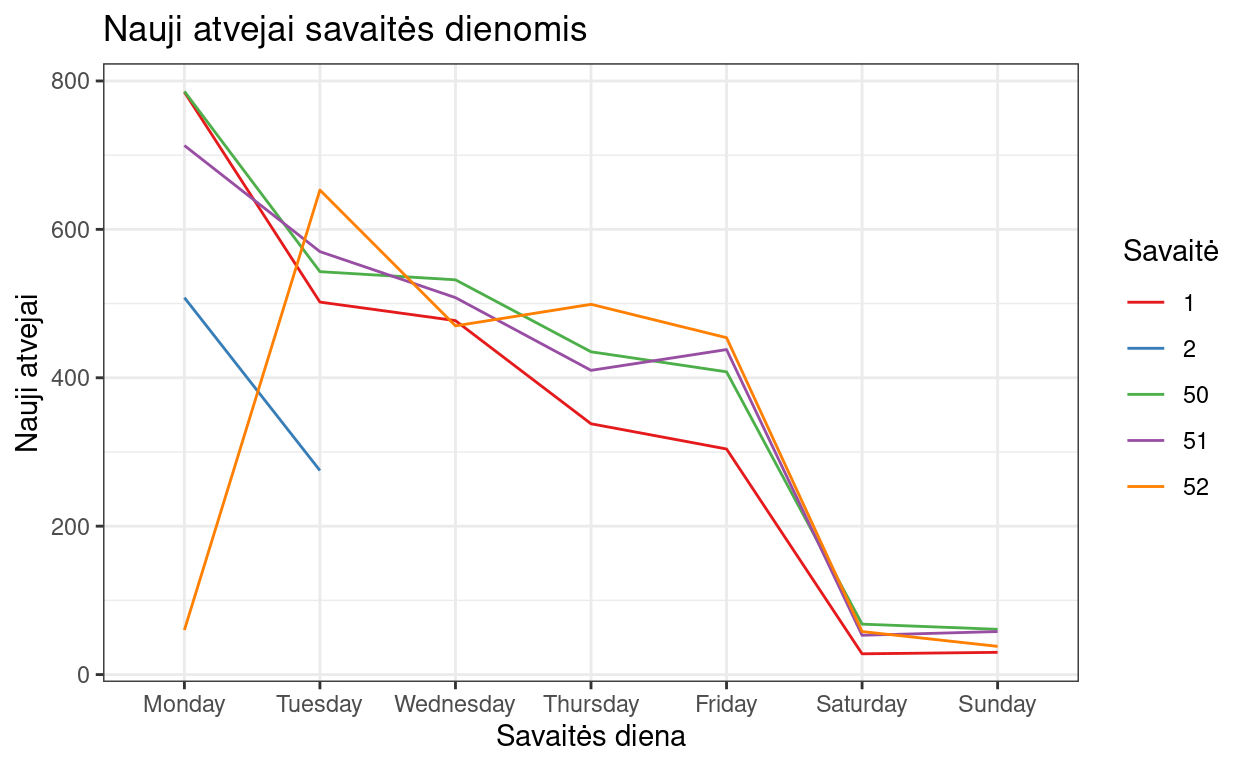 Nauji atvejai savaitės dienomis
Nauji atvejai
800
600
400
200
0
Monday Tuesday Wednesday Thursday Friday Saturday Sunday
Savaitės diena
Savaitė
1
2
50
51
52